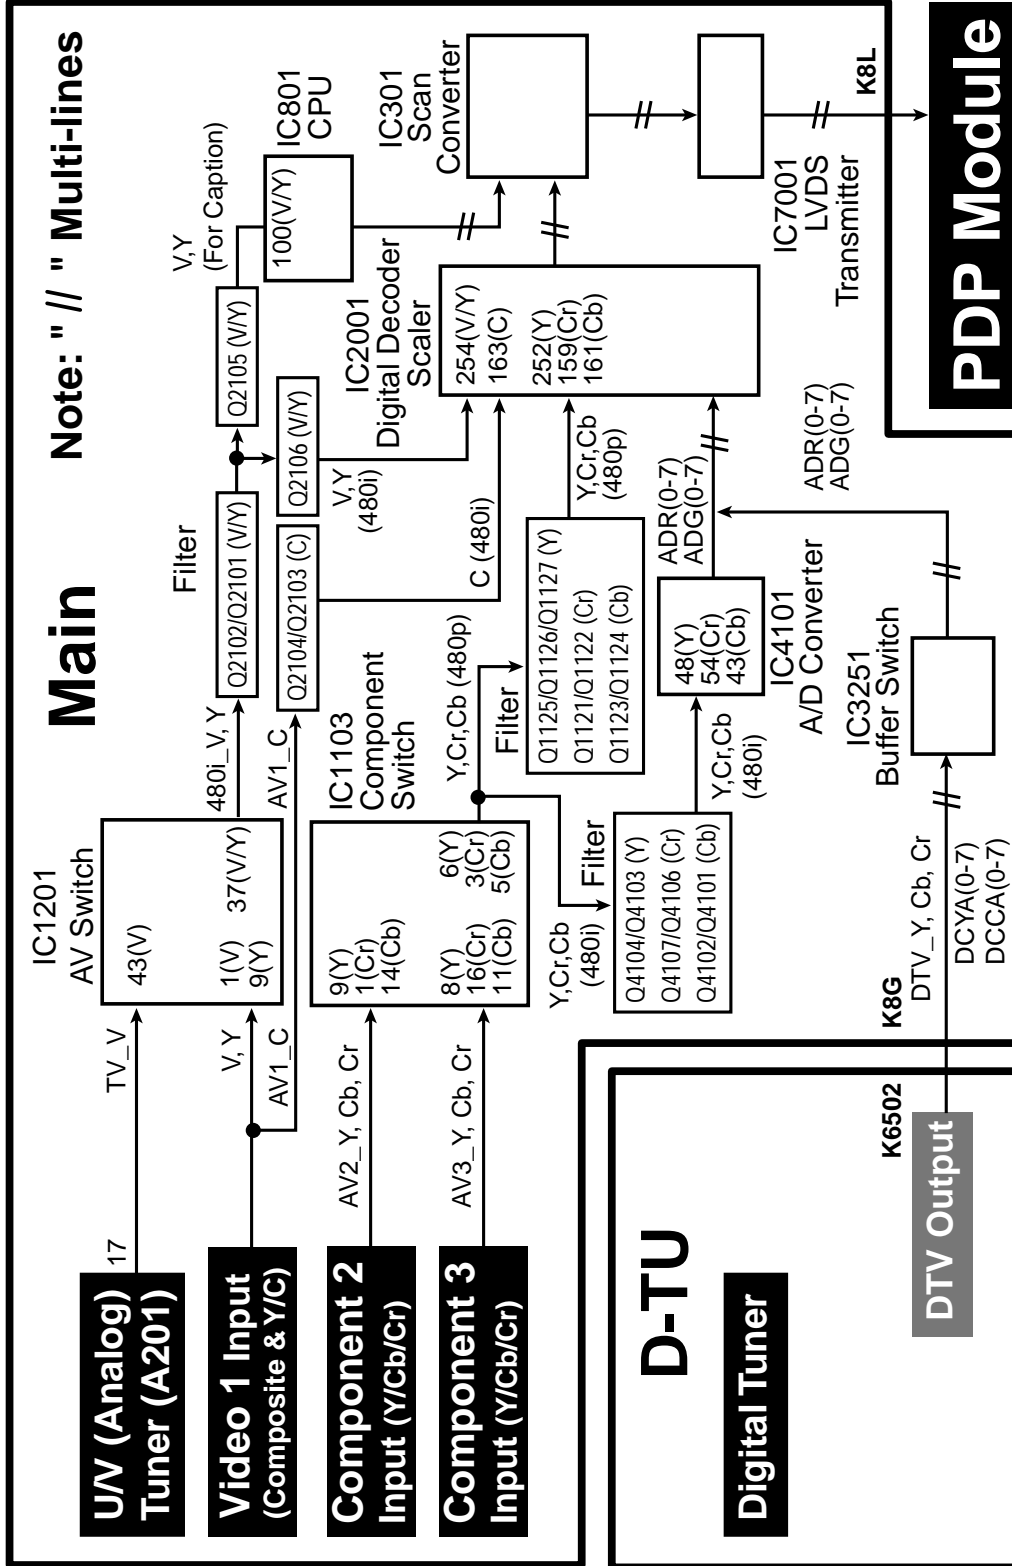 Main
Note: " // " Multi-lines
U/V (Analog)
Tuner (A201)
17
TV_V
IC1201
AV Switch
43(V)
1(V)
9(Y)
37(V/Y)
480i_V,Y
Filter
Q2102/Q2101 (V/Y)
Q2105 (V/Y)
V,Y
(For Caption)
IC801
CPU
100(V/Y)
Video 1 Input
(Composite & Y/C)
V, Y
AV1_C
AV1_C
Q2104/Q2103 (C)
Q2106 (V/Y)
V,Y
(480i)
C (480i)
IC2001
Digital Decoder
Scaler
254(V/Y)
163(C)
252(Y)
159(Cr)
161(Cb)
IC301
Scan
Converter
Component 2
Input (Y/Cb/Cr)
AV2_Y, Cb, Cr
IC1103
Component
Switch
9(Y)
1(Cr)
14(Cb)
8(Y)
16(Cr)
11(Cb)
6(Y)
3(Cr)
5(Cb)
Y,Cr,Cb (480p)
Filter
Q1125/Q1126/Q1127 (Y)
Q1121/Q1122 (Cr)
Q1123/Q1124 (Cb)
Y,Cr,Cb
(480p)
Component 3
Input (Y/Cb/Cr)
AV3_Y, Cb, Cr
Y,Cr,Cb
(480i)
Filter
Q4104/Q4103 (Y)
Q4107/Q4106 (Cr)
Q4102/Q4101 (Cb)
Y,Cr,Cb
(480i)
48(Y)
54(Cr)
43(Cb)
IC4101
A/D Converter
ADR(0-7)
ADG(0-7)
IC7001
LVDS
Transmitter
K8L
PDP Module
D-TU
Digital Tuner
DTV Output
K6502
K8G
DTV_Y, Cb, Cr
DCYA(0-7)
DCCA(0-7)
IC3251
Buffer Switch
ADR(0-7)
ADG(0-7)